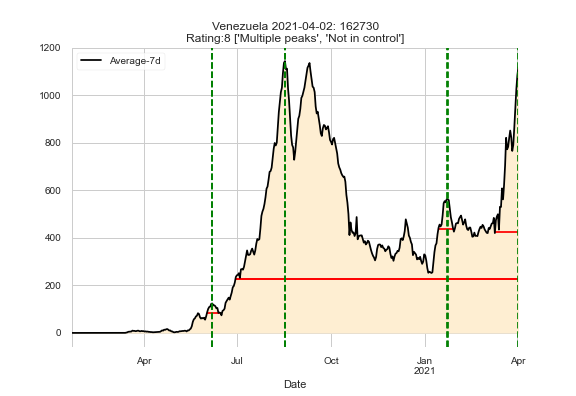 Venezuela 2021-04-02: 162730
Rating:8 ['Multiple peaks', 'Not in control']
Average-7d
1200
1000
800
600
400
200
0
Apr
Jul
Oct
Jan
2021
Apr
Date